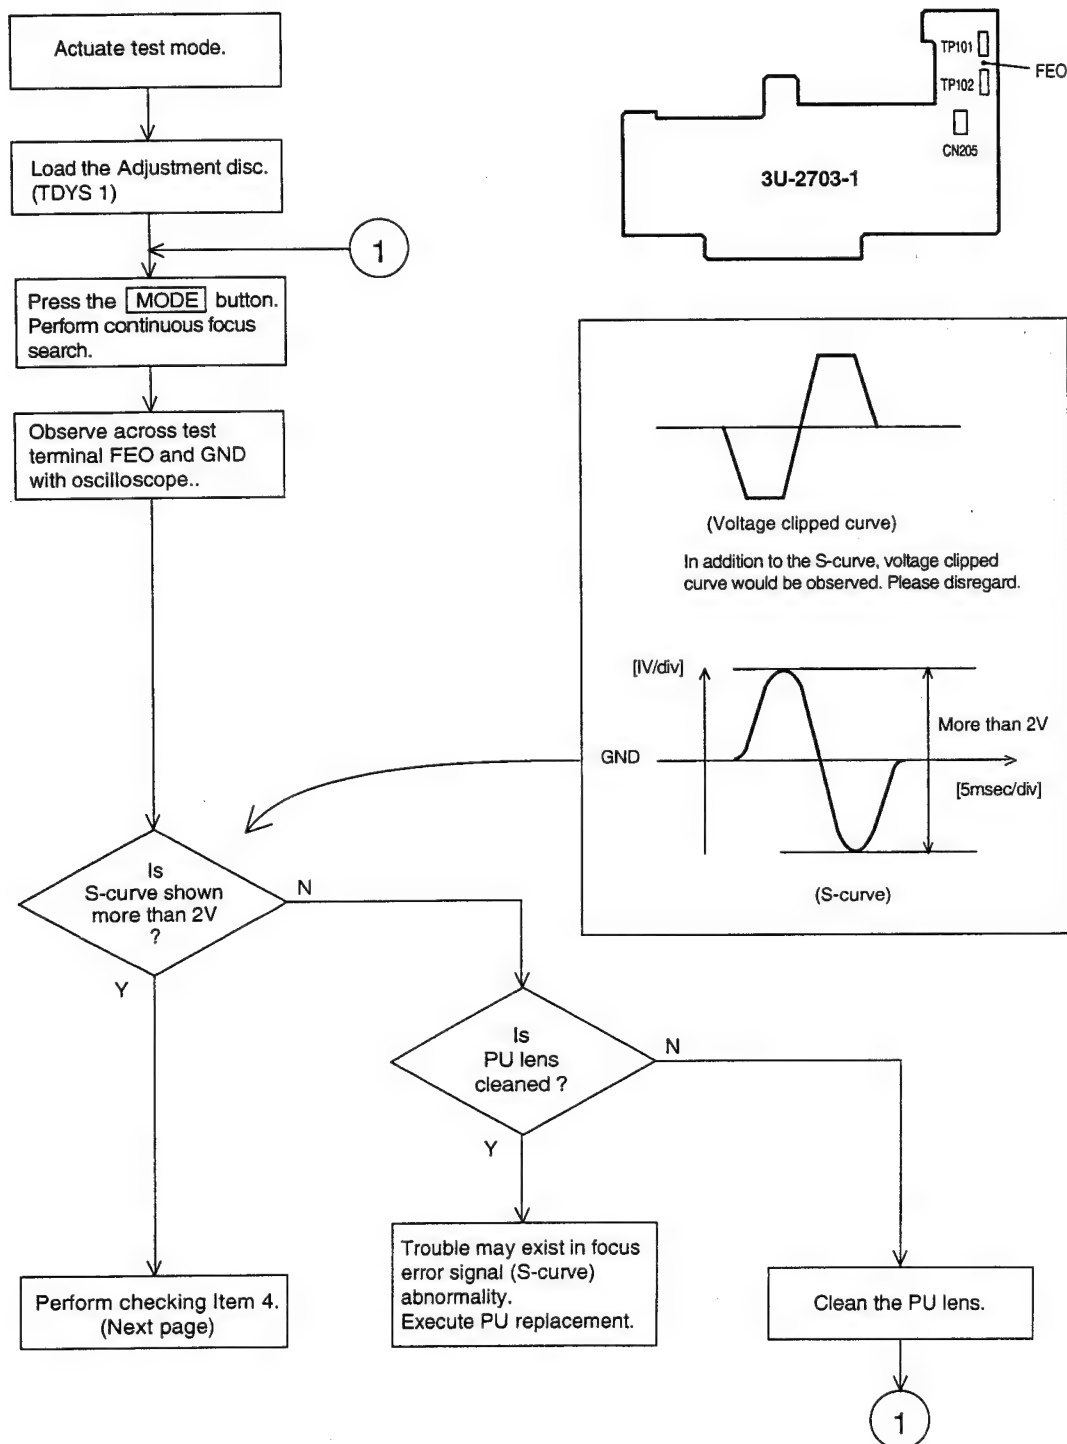 Actuate test mode.
Load the Adjustment disc.
(TDYS 1)
1
Press the MODE button.
Perform continuous focus
search.
Observe across test
terminal FEO and GND
with oscilloscope..
TP101
FEO
TP102
CN205
3U-2703-1
(Voltage clipped curve)
In addition to the S-curve, voltage clipped
curve would be observed. Please disregard.
[IV/div]
More than 2V
GND
[5msec/div]
(S-curve)
Is
S-curve shown
more than 2V
?
N
Y
Is
PU lens
cleaned ?
N
Y
Perform checking Item 4.
(Next page)
Trouble may exist in focus
error signal (S-curve)
abnormality.
Execute PU replacement.
Clean the PU lens.
1